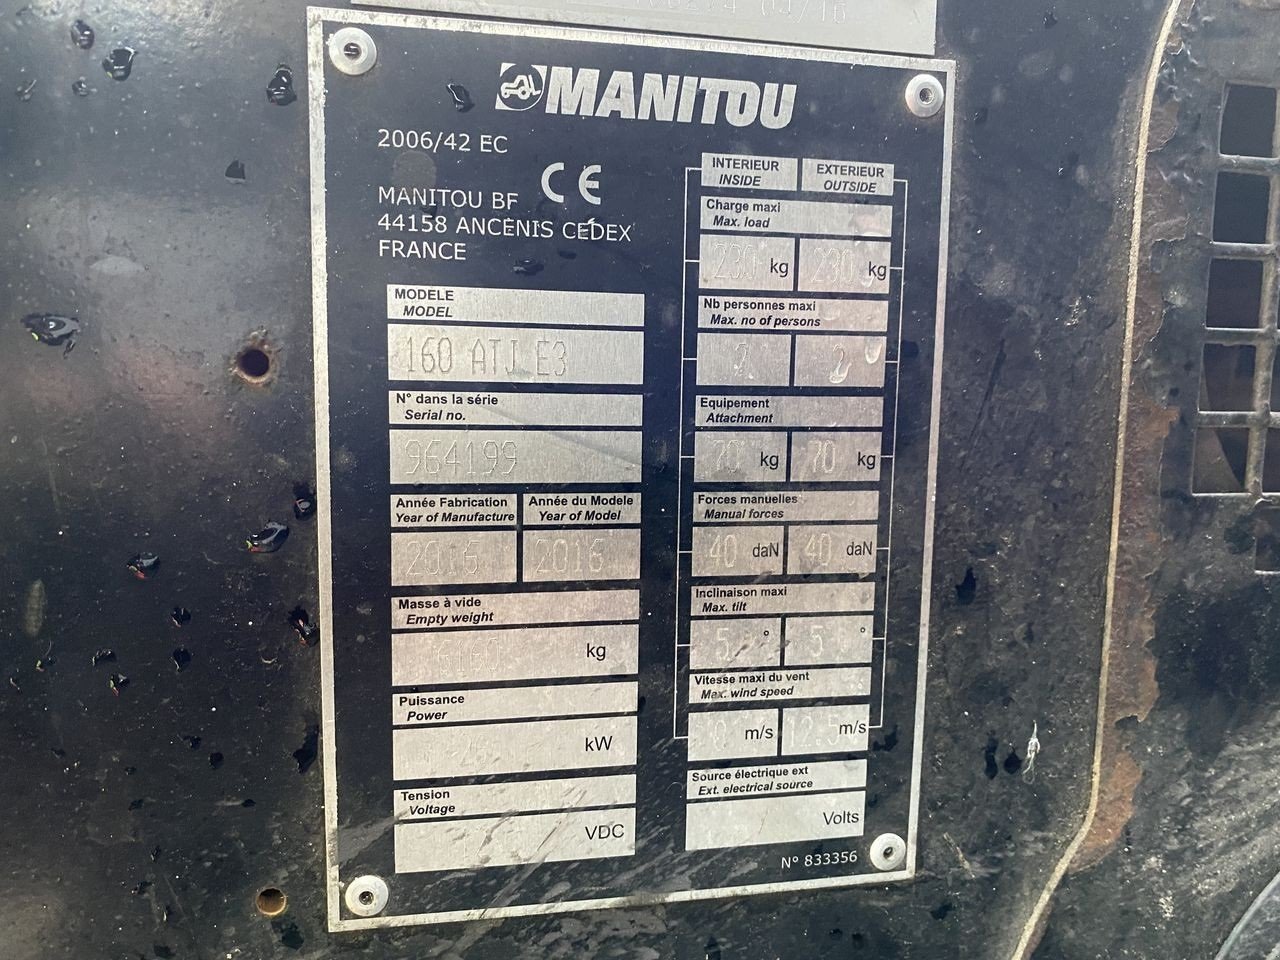 MANITOU
2006/42 EC
CE
MANITOU BF
44158 ANCENIS CEDEX
FRANCE
MODELE
MODEL
160 ATJ E3
N° dans la série
Serial no.
964199
Année Fabrication Année du Modele
Year of Manufacture Year of Model
2016 2016
Masse à vide
Empty weight
kg
Puissance
Power
kW
Tension
Voltage
VDC
INTERIEUR EXTERIEUR
INSIDE OUTSIDE
Charge maxi
Max. load
230 kg 230 kg
Nb personnes maxi
Max. no of persons
2 2
Equipement
Attachment
70 kg 70 kg
Forces manuelles
Manual forces
40 daN 40 daN
Inclinaison maxi
Max. tilt
5 ° 5 °
Vitesse maxi du vent
Max. wind speed
0 m/s 12.5 m/s
Source électrique ext
Ext. electrical source
Volts
N° 833356